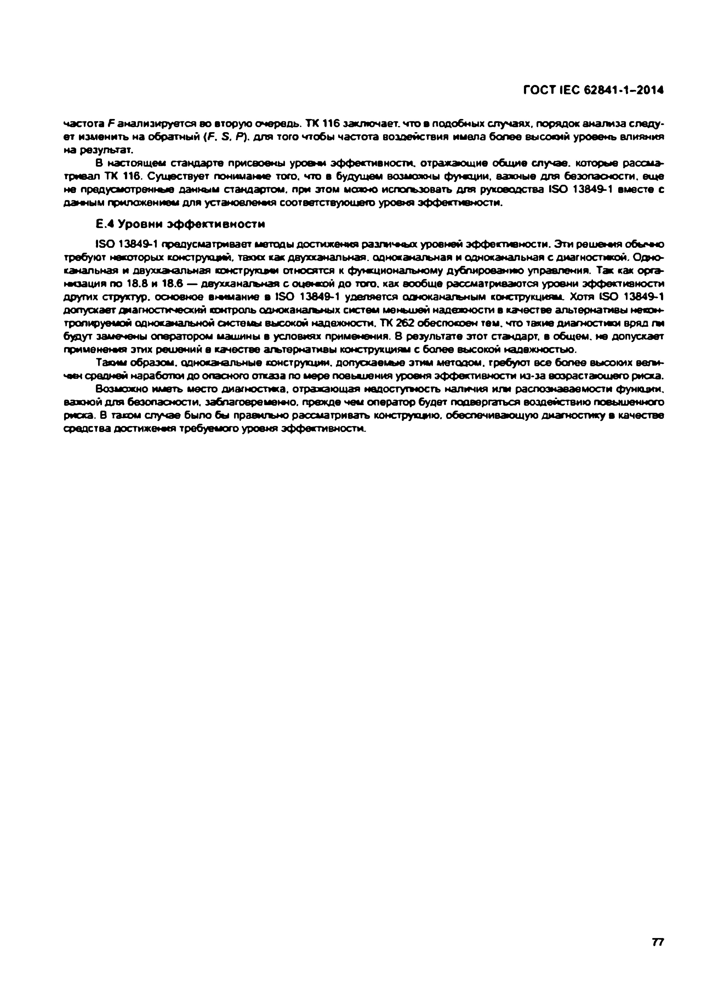 ГОСТ IEC 62841-1–2014
частота F анализируется во вторую очередь. ТК 116 заключает, что в подобных случаях, порядок анализа следу-
ет изменить на обратный (F, S, P), для того чтобы частота воздействия имела более высокий уровень влияния
на результат.
В настоящем стандарте присвоены уровни эффективности, отражающие общие случае, которые рассма-
тривал ТК 116. Существует понимание того, что в будущем возможны функции, важные для безопасности, еще
не предусмотренные данным стандартом, при этом можно использовать для руководства ISO 13849-1 вместе с
данным приложением для установления соответствующего уровня эффективности.
Е.4 Уровни эффективности
ISO 13849-1 предусматривает методы достижения различных уровней эффективности. Эти решения обычно
требуют некоторых конструкций, таких как двухканальная, одноканальная и одноканальная с диагностикой. Одно-
канальная и двухканальная конструкции относятся к функциональному дублированию управления. Так как орга-
низация по 18.8 и 18.6 — двухканальная с оценкой до того, как вообще рассматриваются уровни эффективности
других структур, основное внимание в ISO 13849-1 уделяется одноканальным конструкциям. Хотя ISO 13849-1
допускает диагностический контроль одноканальных систем меньшей надежности в качестве альтернативы некон-
тролируемой одноканальной системы высокой надежности, ТК 262 обеспокоен тем, что такие диагностики вряд ли
будут замечены оператором машины в условиях применения. В результате этот стандарт, в общем, не допускает
применения этих решений в качестве альтернативы конструкциям с более высокой надежностью.
Таким образом, одноканальные конструкции, допускаемые этим методом, требуют все более высоких вели-
чин средней наработки до опасного отказа по мере повышения уровня эффективности из-за возрастающего риска.
Возможно иметь место диагностика, отражающая недоступность наличия или распознаваемости функции,
важной для безопасности, заблаговременно, прежде чем оператор будет подвергаться воздействию повышенного
риска. В таком случае было бы правильно рассматривать конструкцию, обеспечивающую диагностику в качестве
средства достижения требуемого уровня эффективности.
77